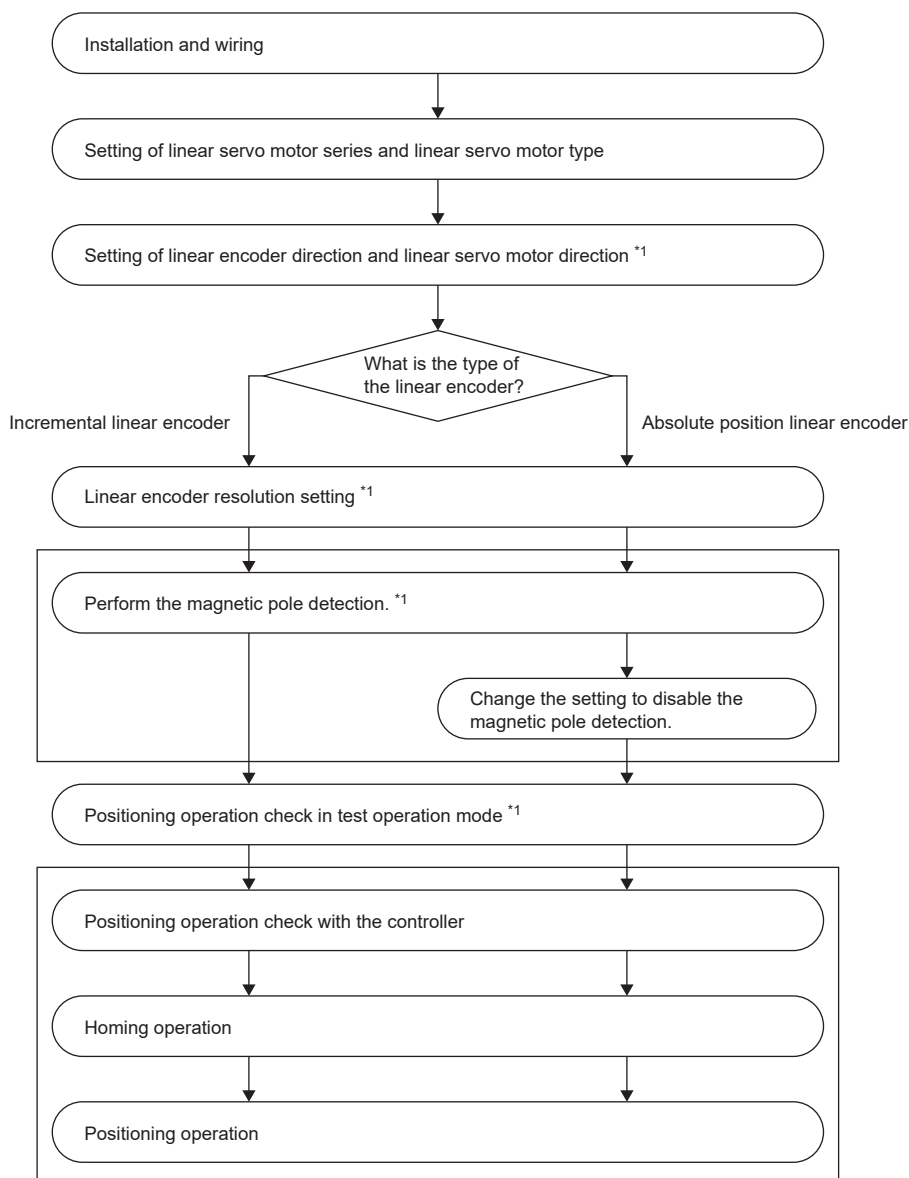 Installation and wiring
Setting of linear servo motor series and linear servo motor type
Setting of linear encoder direction and linear servo motor direction *1
What is the type of
the linear encoder?
Incremental linear encoder
Absolute position linear encoder
Linear encoder resolution setting *1
Perform the magnetic pole detection. *1
Change the setting to disable the
magnetic pole detection.
Positioning operation check in test operation mode *1
Positioning operation check with the controller
Homing operation
Positioning operation